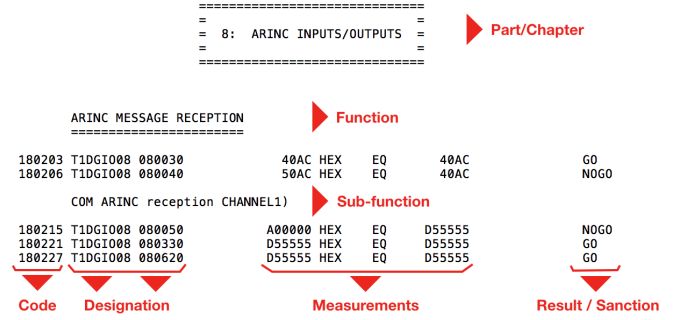 ==============================
= =
= 8: ARINC INPUTS/OUTPUTS = Part/Chapter
= =
==============================
ARINC MESSAGE RECEPTION Function
=======================
180203 T1DGIO08 080030 40AC HEX EQ 40AC GO
180206 T1DGIO08 080040 50AC HEX EQ 40AC NOGO
COM ARINC reception CHANNEL1) Sub-function
180215 T1DGIO08 080050 A00000 HEX EQ D55555 NOGO
180221 T1DGIO08 080330 D55555 HEX EQ D55555 GO
180227 T1DGIO08 080620 D55555 HEX EQ D55555 GO
Code Designation Measurements Result / Sanction